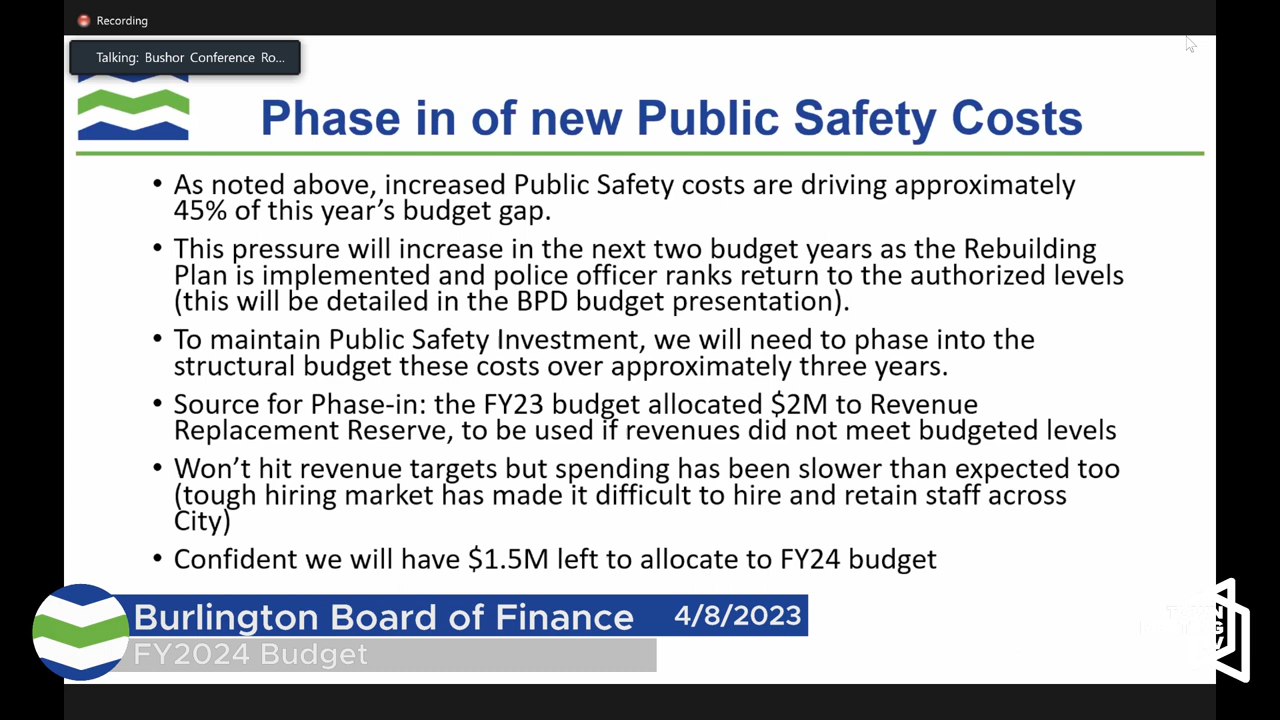 Recording
Talking: Bushor Conference Ro...
Phase in of new Public Safety Costs
• As noted above, increased Public Safety costs are driving approximately
45% of this year’s budget gap.
• This pressure will increase in the next two budget years as the Rebuilding
Plan is implemented and police officer ranks return to the authorized levels
(this will be detailed in the BPD budget presentation).
• To maintain Public Safety Investment, we will need to phase into the
structural budget these costs over approximately three years.
• Source for Phase-in: the FY23 budget allocated $2M to Revenue
Replacement Reserve, to be used if revenues did not meet budgeted levels
• Won’t hit revenue targets but spending has been slower than expected too
(tough hiring market has made it difficult to hire and retain staff across
City)
• Confident we will have $1.5M left to allocate to FY24 budget
Burlington Board of Finance 4/8/2023
FY2024 Budget